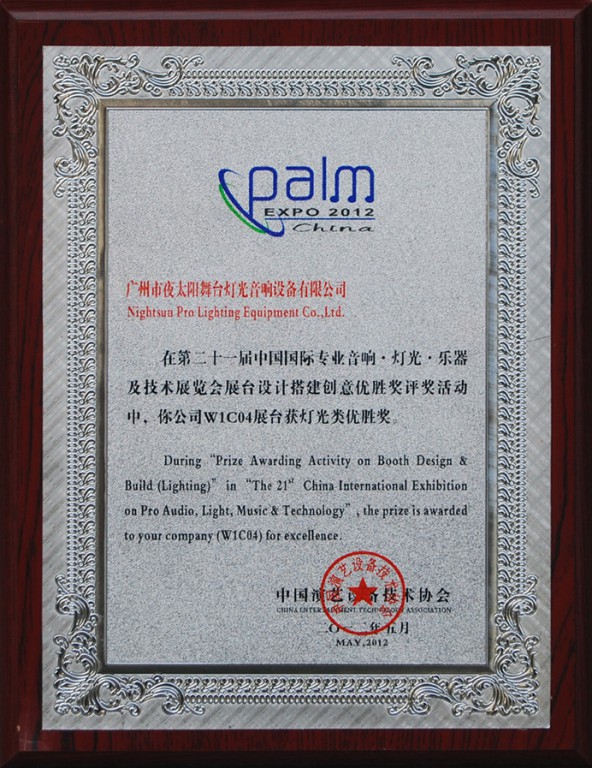 palm
EXPO 2012
China
广州市夜太阳舞台灯光音响设备有限公司
Nightsun Pro Lighting Equipment Co.,Ltd.
在第二十一届中国国际专业音响·灯光·乐器
及技术展览会展台设计搭建创意优胜奖评奖活动
中，你公司W1C04展台获灯光类优胜奖。
During "Prize Awarding Activity on Booth Design &
Build (Lighting)" in "The 21st China International Exhibition
on Pro Audio, Light, Music & Technology", the prize is awarded
to your company (W1C04) for excellence.
中国演艺设备技术协会
CHINA ENTERTAINMENT TECHNOLOGY ASSOCIATION
二〇一二年五月
MAY,2012